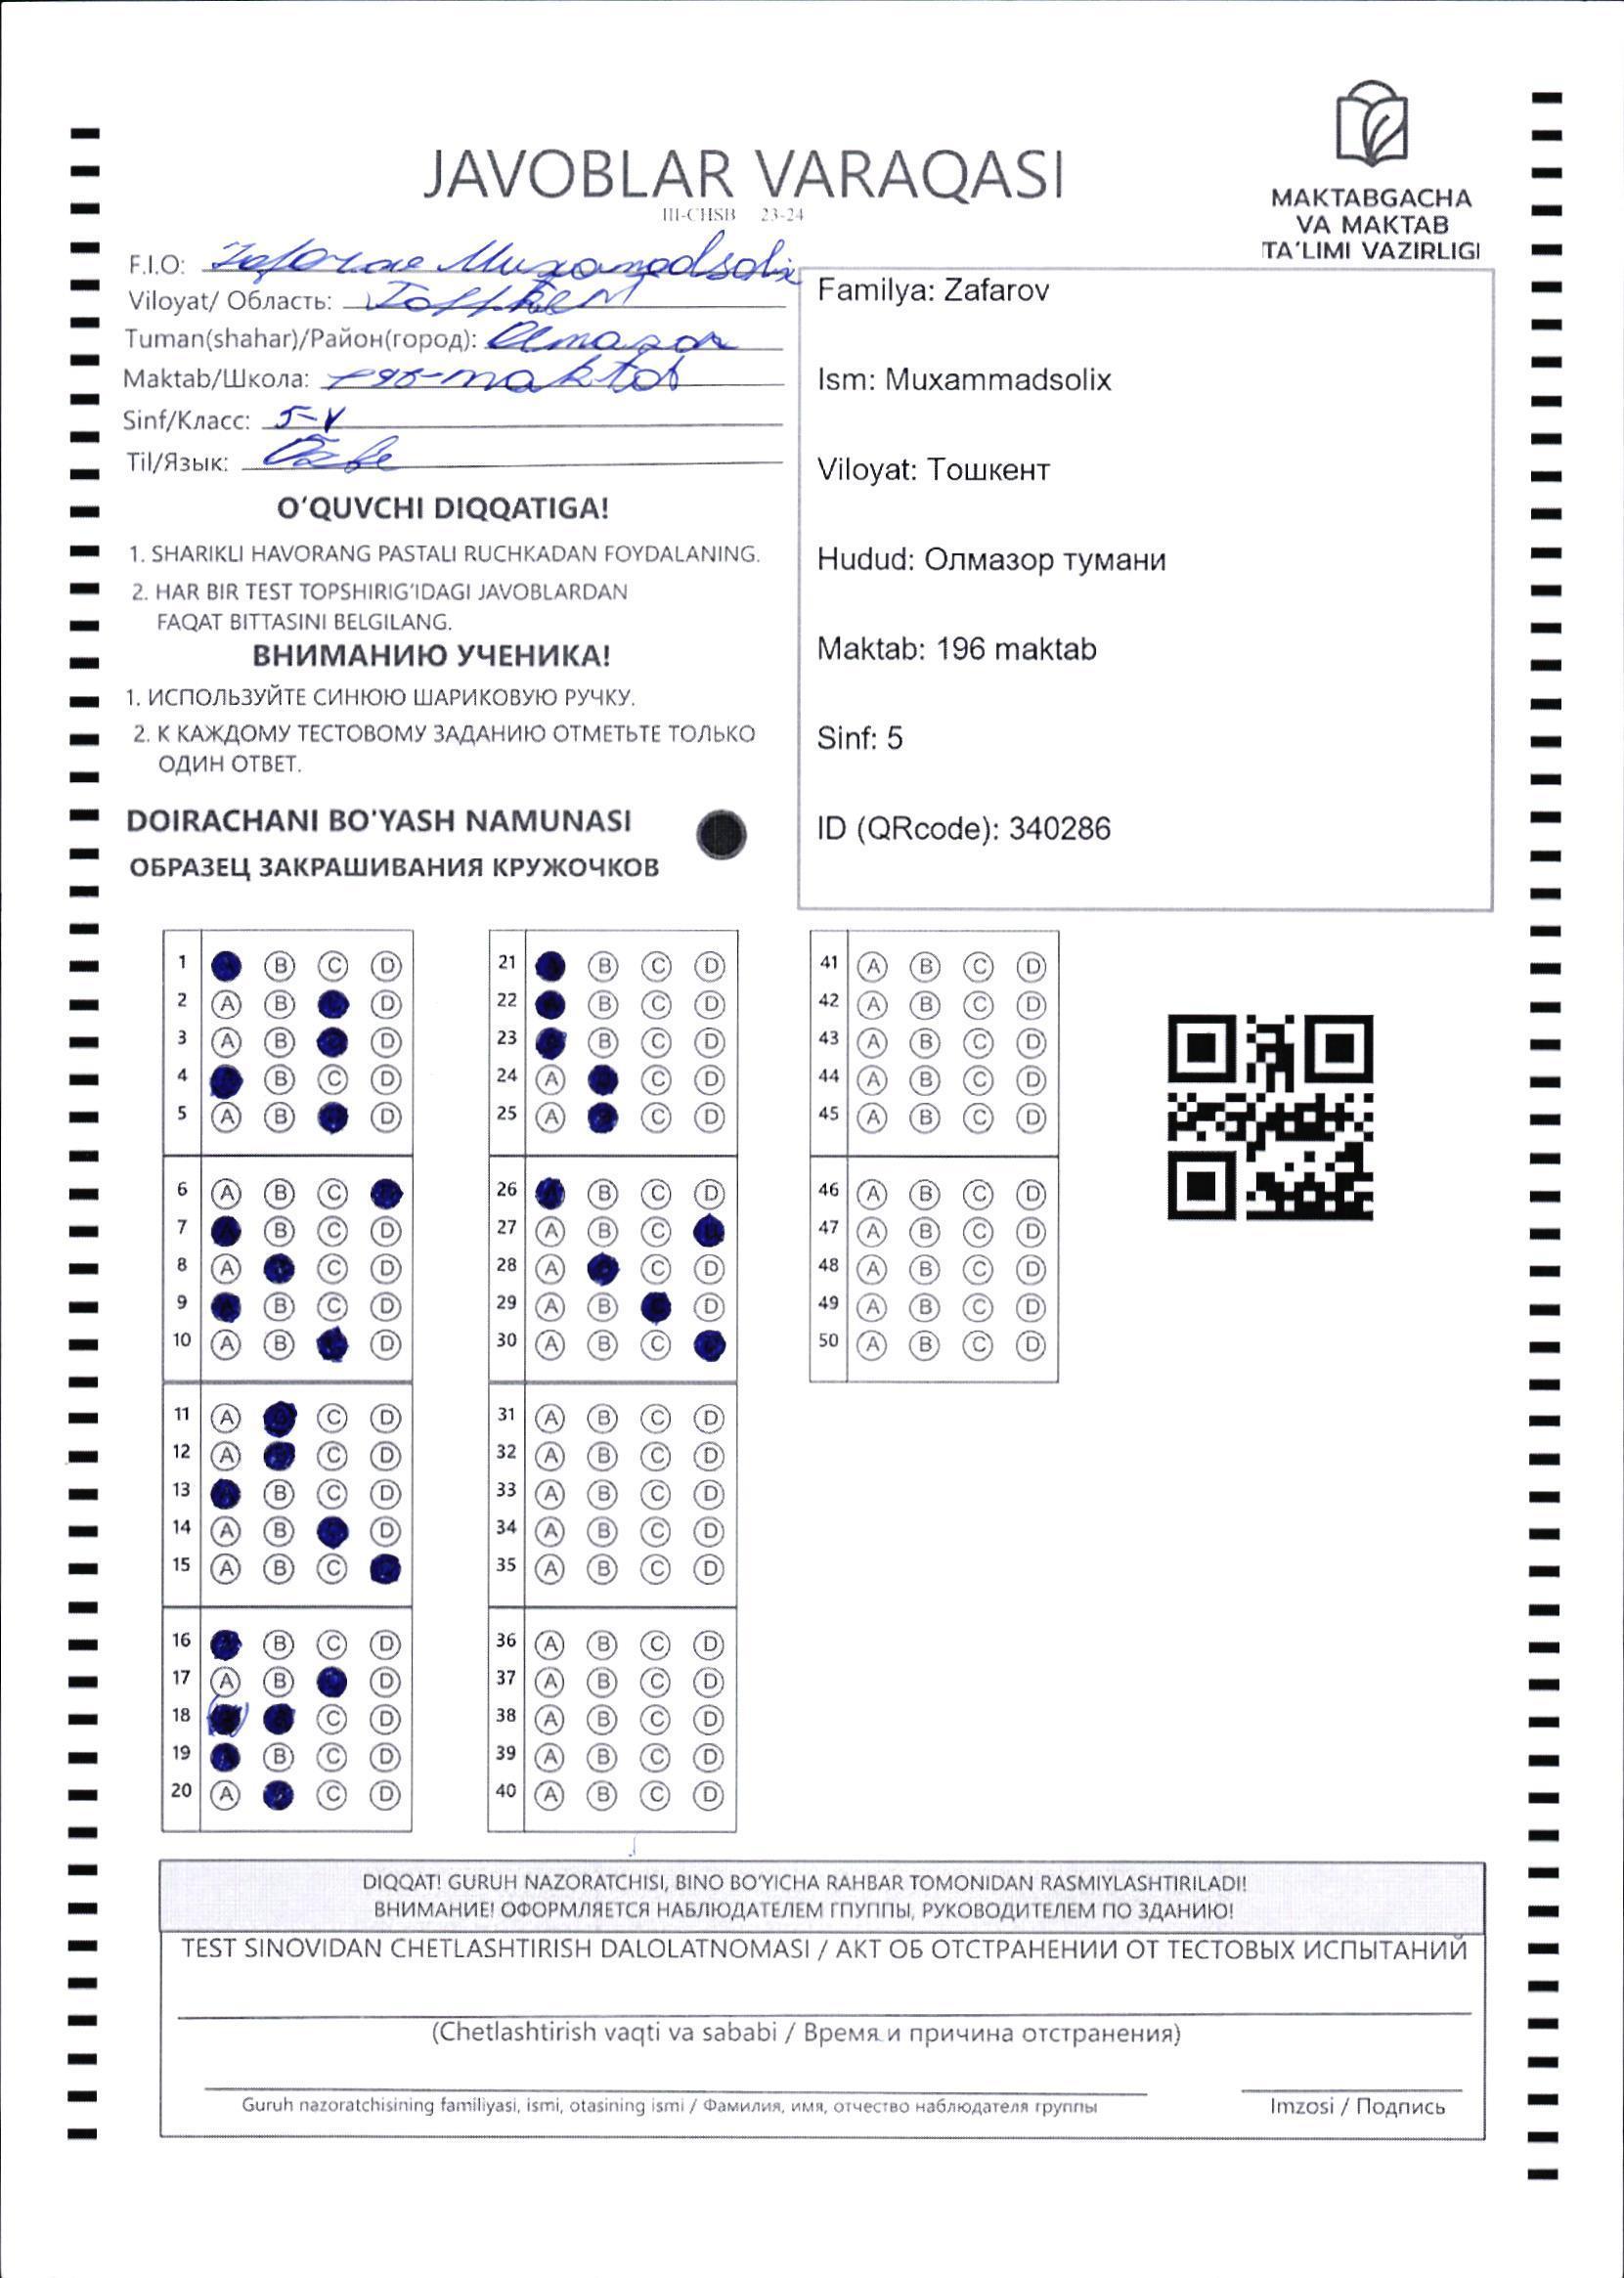 JAVOBLAR VARAQASI
III-CHSB 23-24
MAKTABGACHA
VA MAKTAB
TA'LIMI VAZIRLIGI
F.I.O: Zafarov Muxammadsolix
Viloyat/ Область: Toshkent
Tuman(shahar)/Район(город): Olmazor
Maktab/Школа: 196-maktab
Sinf/Класс: 5-V
Til/Язык:
Familya: Zafarov
Ism: Muxammadsolix
Viloyat: Тошкент
Hudud: Олмазор тумани
Maktab: 196 maktab
Sinf: 5
ID (QRcode): 340286
O'QUVCHI DIQQATIGA!
1. SHARIKLI HAVORANG PASTALI RUCHKADAN FOYDALANING.
2. HAR BIR TEST TOPSHIRIG'IDAGI JAVOBLARDAN
FAQAT BITTASINI BELGILANG.
ВНИМАНИЮ УЧЕНИКА!
1. ИСПОЛЬЗУЙТЕ СИНЮЮ ШАРИКОВУЮ РУЧКУ.
2. К КАЖДОМУ ТЕСТОВОМУ ЗАДАНИЮ ОТМЕТЬТЕ ТОЛЬКО
ОДИН ОТВЕТ.
DOIRACHANI BO'YASH NAMUNASI
ОБРАЗЕЦ ЗАКРАШИВАНИЯ КРУЖОЧКОВ
1 B C D
2 A B D
3 A B D
4 B C D
5 A B D
6 A B C
7 B C D
8 A C D
9 B C D
10 A B D
11 A C D
12 A C D
13 B C D
14 A B D
15 A B C
16 B C D
17 A B D
18 C D
19 B C D
20 A C D
21 B C D
22 B C D
23 B C D
24 A C D
25 A C D
26 B C D
27 A B C
28 A C D
29 A B D
30 A B C
31 A B C D
32 A B C D
33 A B C D
34 A B C D
35 A B C D
36 A B C D
37 A B C D
38 A B C D
39 A B C D
40 A B C D
41 A B C D
42 A B C D
43 A B C D
44 A B C D
45 A B C D
46 A B C D
47 A B C D
48 A B C D
49 A B C D
50 A B C D
DIQQAT! GURUH NAZORATCHISI, BINO BO'YICHA RAHBAR TOMONIDAN RASMIYLASHTIRILADI!
ВНИМАНИЕ! ОФОРМЛЯЕТСЯ НАБЛЮДАТЕЛЕМ ГПУППЫ, РУКОВОДИТЕЛЕМ ПО ЗДАНИЮ!
TEST SINOVIDAN CHETLASHTIRISH DALOLATNOMASI / АКТ ОБ ОТСТРАНЕНИИ ОТ ТЕСТОВЫХ ИСПЫТАНИЙ
(Chetlashtirish vaqti va sababi / Время и причина отстранения)
Guruh nazoratchisining familiyasi, ismi, otasining ismi / Фамилия, имя, отчество наблюдателя группы
Imzosi / Подпись